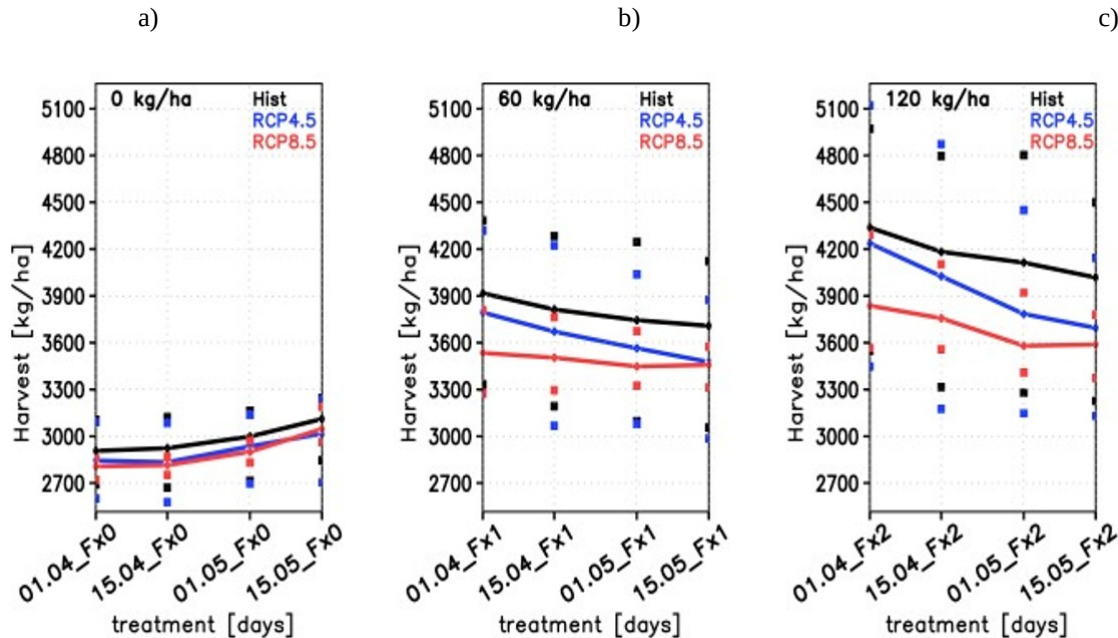 a)
b)
c)
0 kg/ha
Hist
RCP4.5
RCP8.5
5100
4800
4500
4200
3900
3600
3300
3000
2700
Harvest [kg/ha]
01.04_Fx0
15.04_Fx0
01.05_Fx0
15.05_Fx0
treatment [days]
60 kg/ha
Hist
RCP4.5
RCP8.5
5100
4800
4500
4200
3900
3600
3300
3000
2700
Harvest [kg/ha]
01.04_Fx1
15.04_Fx1
01.05_Fx1
15.05_Fx1
treatment [days]
120 kg/ha
Hist
RCP4.5
RCP8.5
5100
4800
4500
4200
3900
3600
3300
3000
2700
Harvest [kg/ha]
01.04_Fx2
15.04_Fx2
01.05_Fx2
15.05_Fx2
treatment [days]